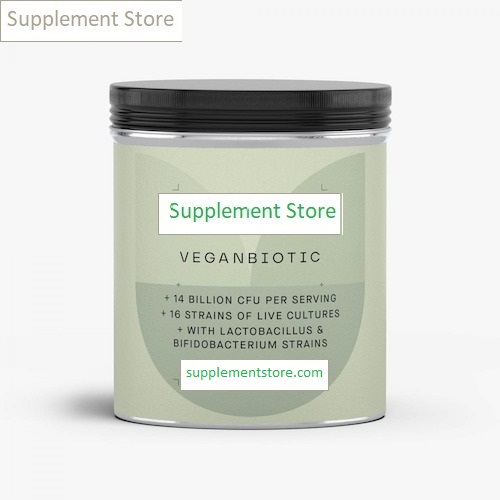 Supplement Store
Supplement Store
VEGANBIOTIC
+ 14 BILLION CFU PER SERVING
+ 16 STRAINS OF LIVE CULTURES
+ WITH LACTOBACILLUS &
BIFIDOBACTERIUM STRAINS
supplementstore.com